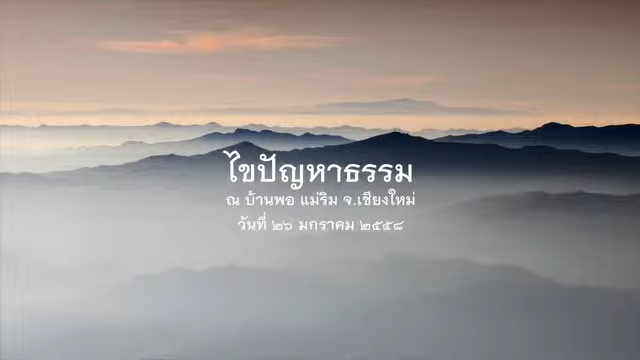 ไขปัญหาธรรม
ณ บ้านพอ แม่ริม จ.เชียงใหม่
วันที่ ๒๖ มกราคม ๒๕๕๘